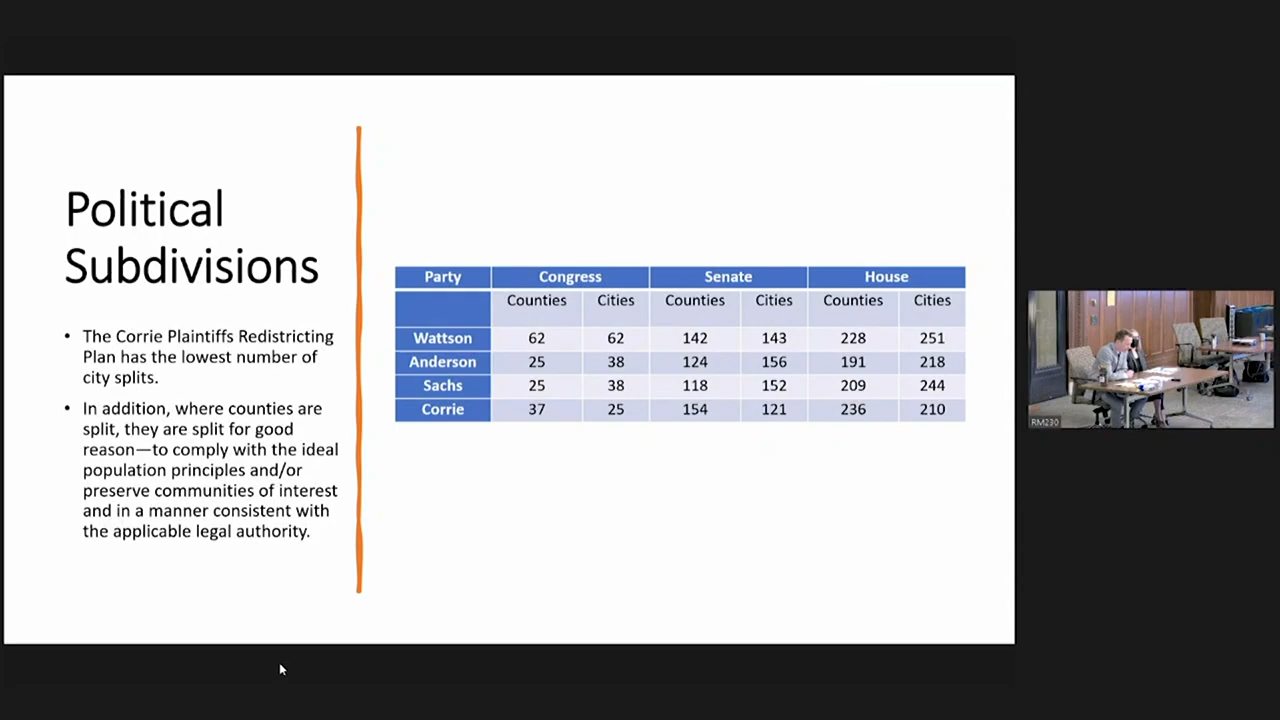 Political
Subdivisions
• The Corrie Plaintiffs Redistricting
Plan has the lowest number of
city splits.
• In addition, where counties are
split, they are split for good
reason—to comply with the ideal
population principles and/or
preserve communities of interest
and in a manner consistent with
the applicable legal authority.
Party Congress Senate House
Counties Cities Counties Cities Counties Cities
Wattson 62 62 142 143 228 251
Anderson 25 38 124 156 191 218
Sachs 25 38 118 152 209 244
Corrie 37 25 154 121 236 210
RM230